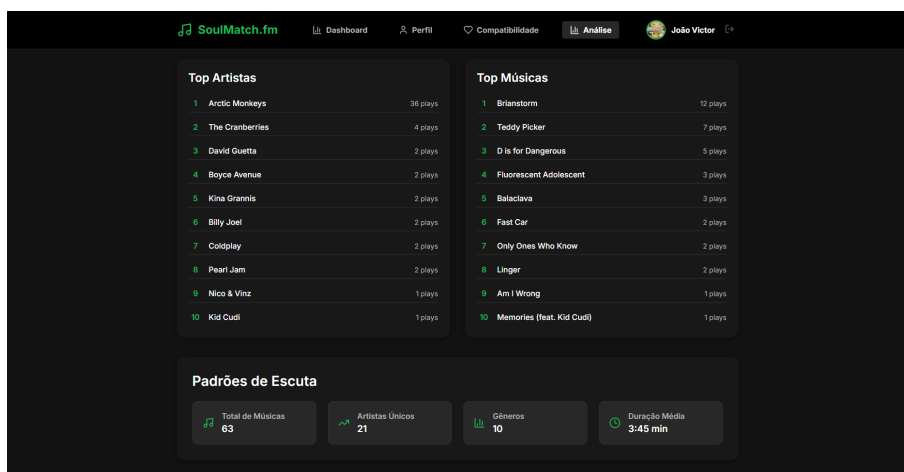 SoulMatch.fm
Dashboard
Perfil
Compatibilidade
Análise
João Victor
Top Artistas
1 Arctic Monkeys 36 plays
2 The Cranberries 4 plays
3 David Guetta 2 plays
4 Boyce Avenue 2 plays
5 Kina Grannis 2 plays
6 Billy Joel 2 plays
7 Coldplay 2 plays
8 Pearl Jam 2 plays
9 Nico & Vinz 1 plays
10 Kid Cudi 1 plays
Top Músicas
1 Brianstorm 12 plays
2 Teddy Picker 7 plays
3 D is for Dangerous 5 plays
4 Fluorescent Adolescent 3 plays
5 Balaclava 3 plays
6 Fast Car 2 plays
7 Only Ones Who Know 2 plays
8 Linger 2 plays
9 Am I Wrong 1 plays
10 Memories (feat. Kid Cudi) 1 plays
Padrões de Escuta
Total de Músicas
63
Artistas Únicos
21
Gêneros
10
Duração Média
3:45 min